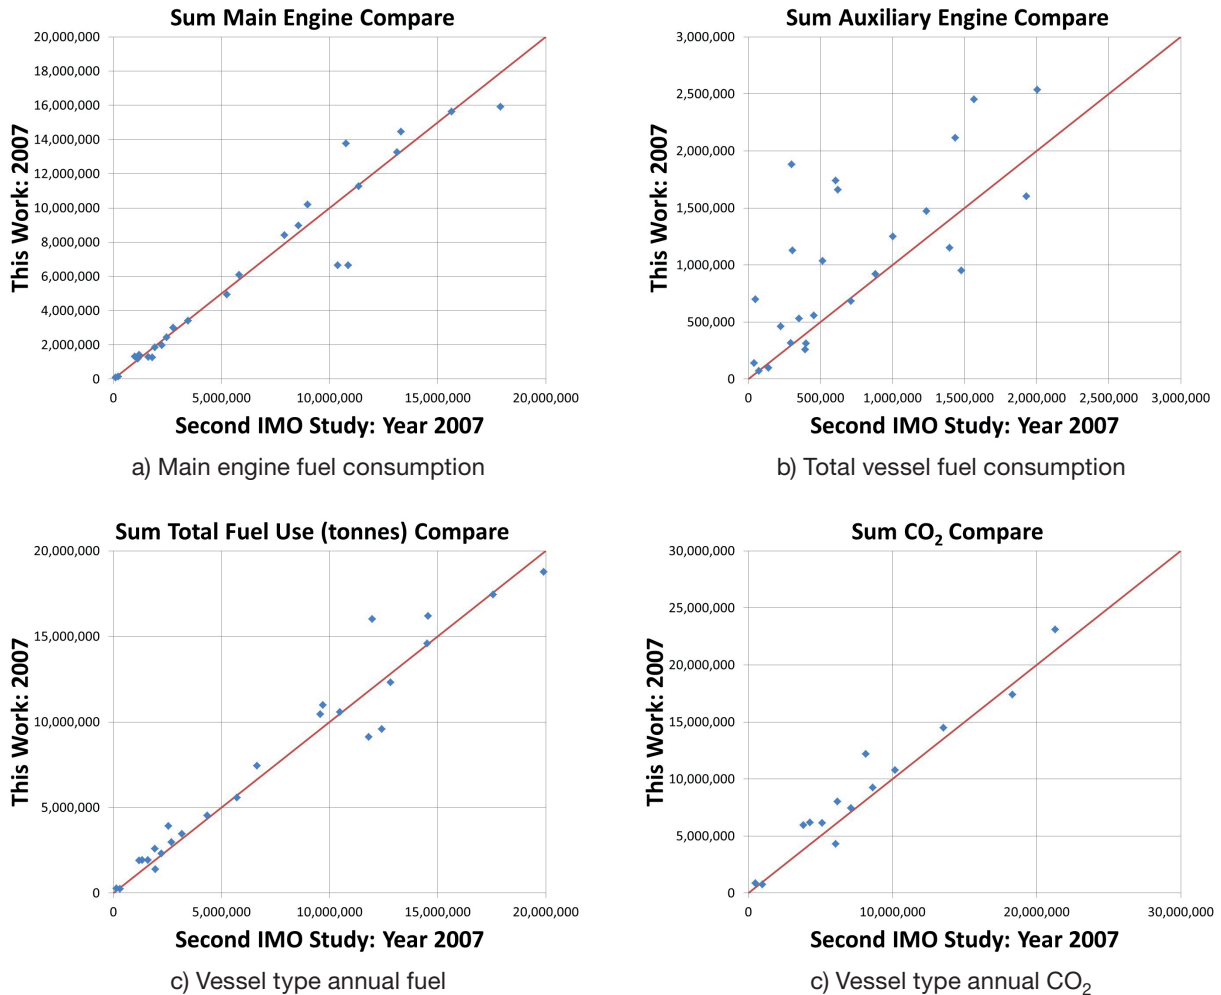 Sum Main Engine Compare
20,000,000
18,000,000
16,000,000
14,000,000
12,000,000
10,000,000
8,000,000
6,000,000
4,000,000
2,000,000
0
This Work: 2007
0 5,000,000 10,000,000 15,000,000 20,000,000
Second IMO Study: Year 2007
a) Main engine fuel consumption
Sum Auxiliary Engine Compare
3,000,000
2,500,000
2,000,000
1,500,000
1,000,000
500,000
0
This Work: 2007
0 500,000 1,000,000 1,500,000 2,000,000 2,500,000 3,000,000
Second IMO Study: Year 2007
b) Total vessel fuel consumption
Sum Total Fuel Use (tonnes) Compare
20,000,000
15,000,000
10,000,000
5,000,000
0
This Work: 2007
0 5,000,000 10,000,000 15,000,000 20,000,000
Second IMO Study: Year 2007
c) Vessel type annual fuel
Sum CO₂ Compare
30,000,000
25,000,000
20,000,000
15,000,000
10,000,000
5,000,000
0
This Work: 2007
0 10,000,000 20,000,000 30,000,000
Second IMO Study: Year 2007
c) Vessel type annual CO₂